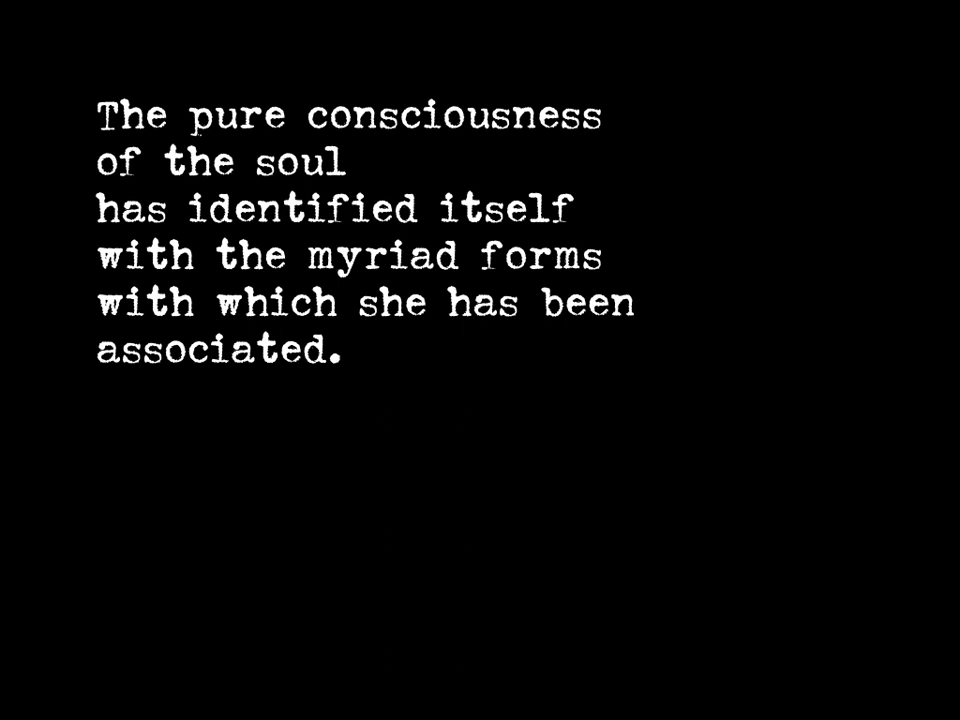 The pure consciousness
of the soul
has identified itself
with the myriad forms
with which she has been
associated.